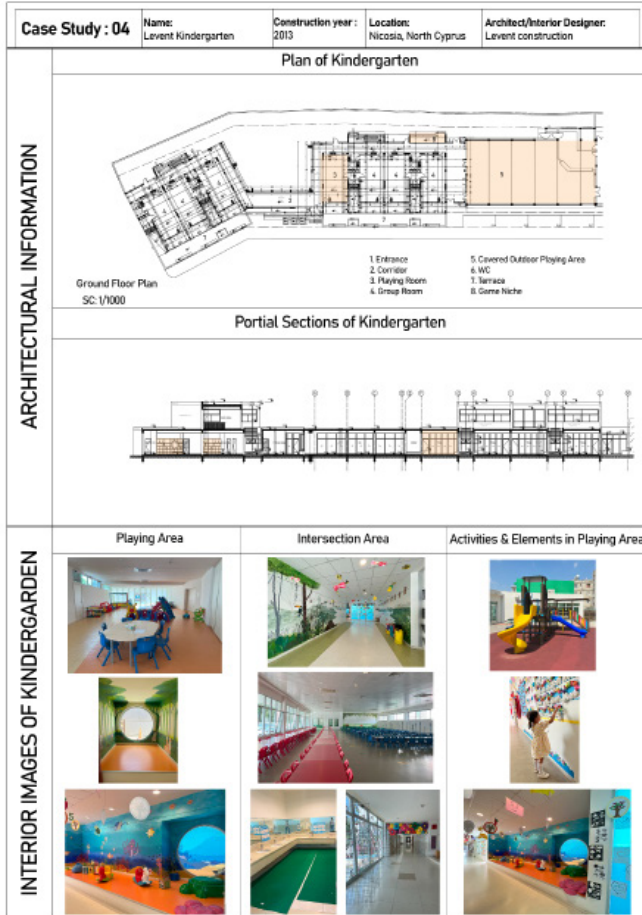 Case Study : 04
Name:
Levent Kindergarten
Construction year :
2013
Location:
Nicosia, North Cyprus
Architect/Interior Designer:
Levent construction
ARCHITECTURAL INFORMATION
Plan of Kindergarten
1. Entrance
2. Corridor
3. Playing Room
4. Group Room
5. Covered Outdoor Playing Area
6. WC
7. Terrace
8. Game Niche
Ground Floor Plan
SC: 1/1000
Portial Sections of Kindergarten
INTERIOR IMAGES OF KINDERGARDEN
Playing Area
Intersection Area
Activities & Elements in Playing Area